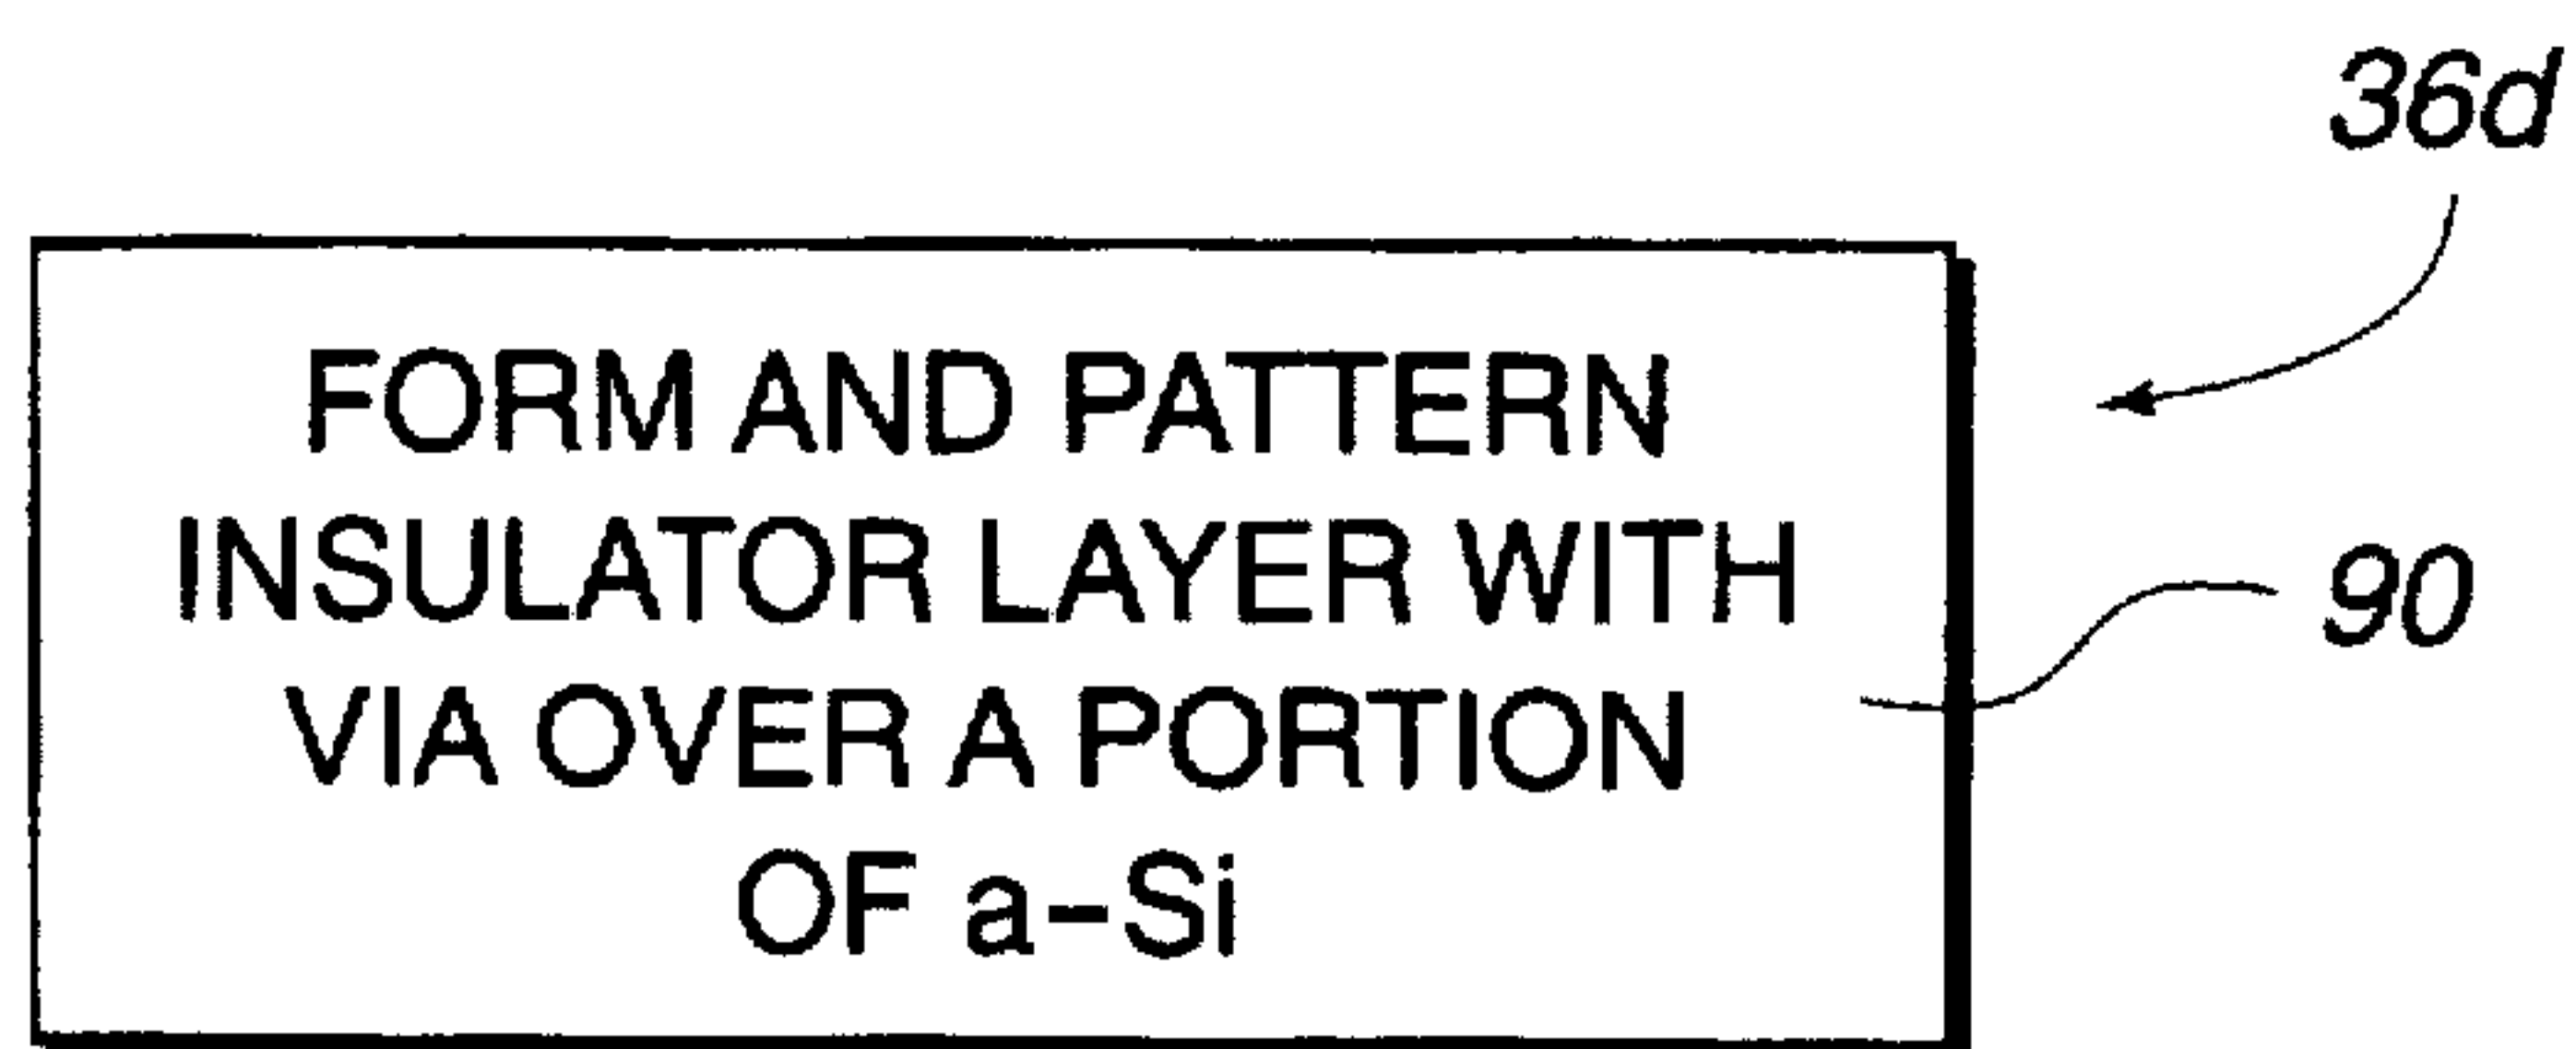 36d
FORM AND PATTERN
INSULATOR LAYER WITH
VIA OVER A PORTION
OF a-Si
90